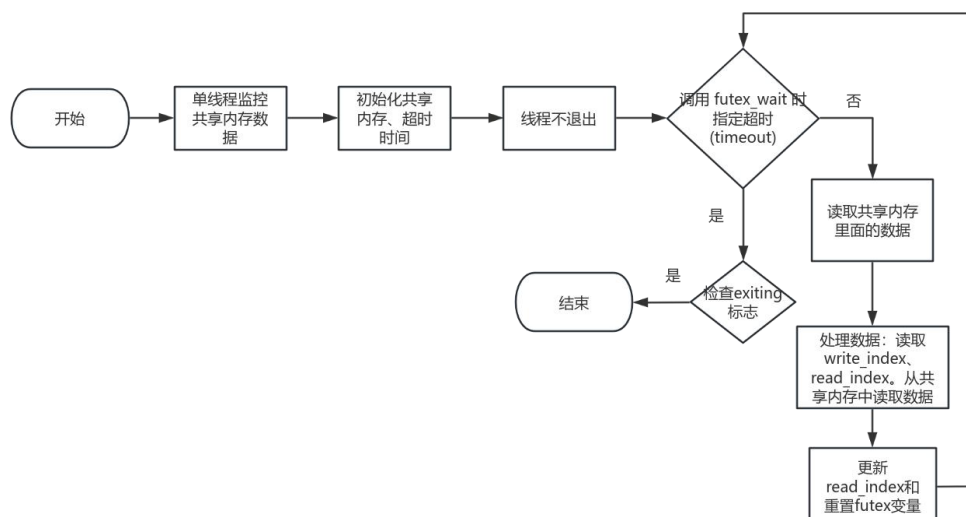 开始
单线程监控
共享内存数
据
初始化共享
内存、超时
时间
线程不退出
调用 futex_wait 时
指定超时
(timeout)
否
是
读取共享内存
里面的数据
检查exiting
标志
是
结束
处理数据：读取
write_index、
read_index。从共
享内存中读取数据
更新
read_index和
重置futex变量